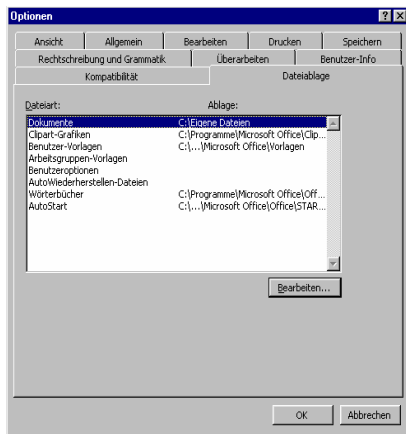 Optionen
Ansicht Allgemein Bearbeiten Drucken Speichern
Rechtschreibung und Grammatik Überarbeiten Benutzer-Info
Kompatibilität Dateiablage
Dateiart: Ablage:
Dokumente C:\Eigene Dateien
Clipart-Grafiken C:\Programme\Microsoft Office\Clip...
Benutzer-Vorlagen C:\...\Microsoft Office\Vorlagen
Arbeitsgruppen-Vorlagen
Benutzeroptionen
AutoWiederherstellen-Dateien
Wörterbücher C:\Programme\Microsoft Office\Off...
AutoStart C:\...\Microsoft Office\Office\STAR...
Bearbeiten...
OK Abbrechen